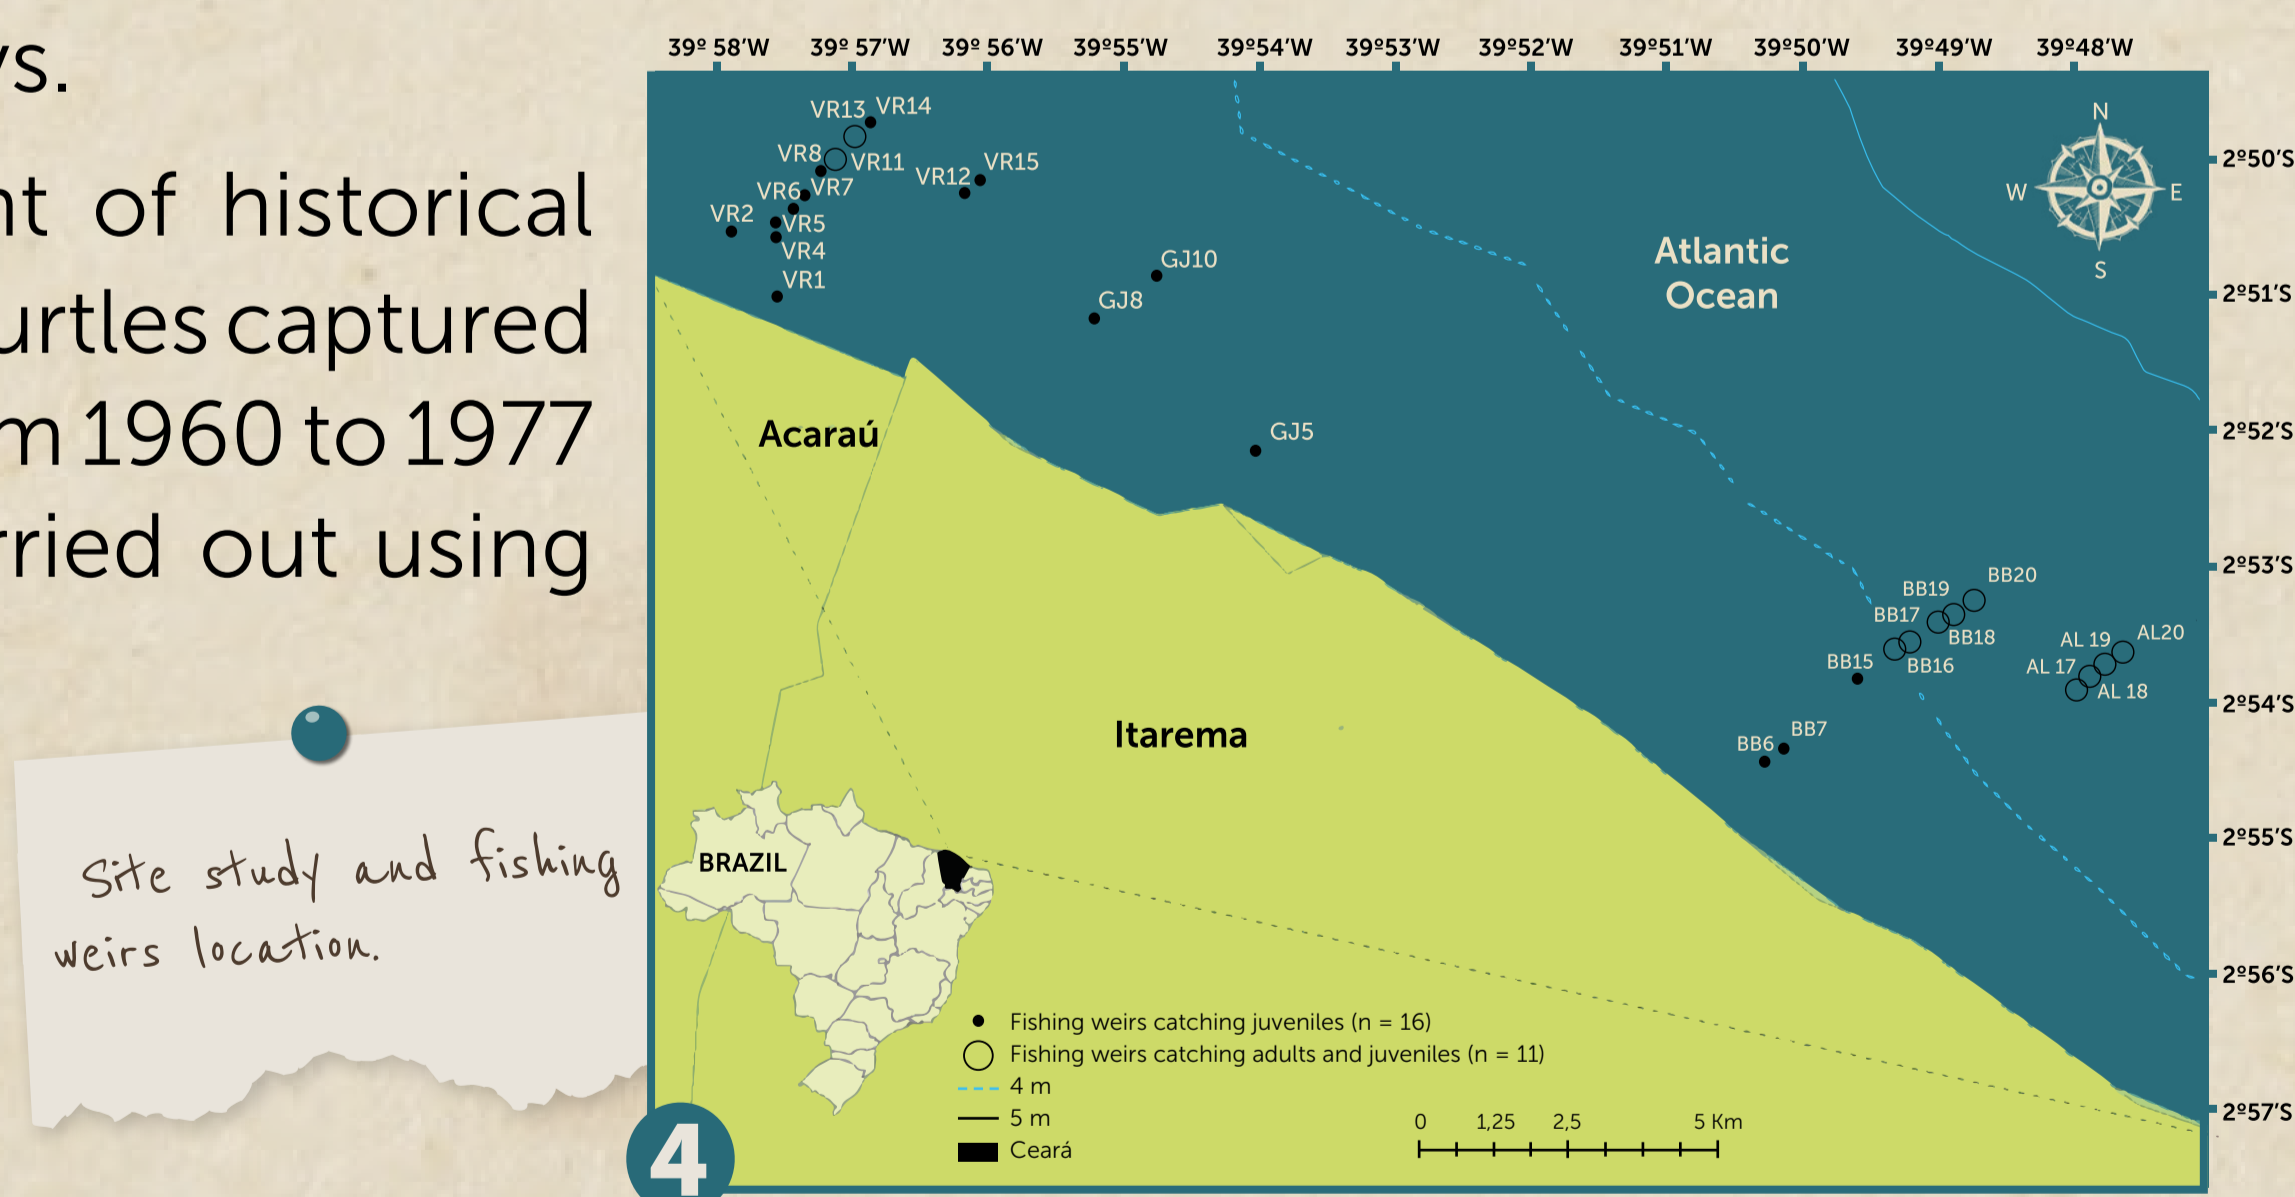 vs.
nt of historical
urtles captured
m 1960 to 1977
rried out using
Site study and fishing
weirs location.
4
39º 58'W 39º 57'W 39º 56'W 39º55'W 39º54'W 39º53'W 39º52'W 39º51'W 39º50'W 39º49'W 39º48'W
VR13 VR14
VR8 VR11
VR12 VR15
VR6 VR7
VR2 VR5
VR4
VR1
GJ10
GJ8
GJ5
Atlantic
Ocean
N
W E
S
2º50'S
2º51'S
2º52'S
2º53'S
2º54'S
2º55'S
2º56'S
2º57'S
BB19 BB20
BB17 BB18
BB15 BB16
AL 19 AL20
AL 17 AL 18
BB6 BB7
Acaraú
Itarema
BRAZIL
Fishing weirs catching juveniles (n = 16)
Fishing weirs catching adults and juveniles (n = 11)
4 m
5 m
Ceará
0 1,25 2,5 5 Km